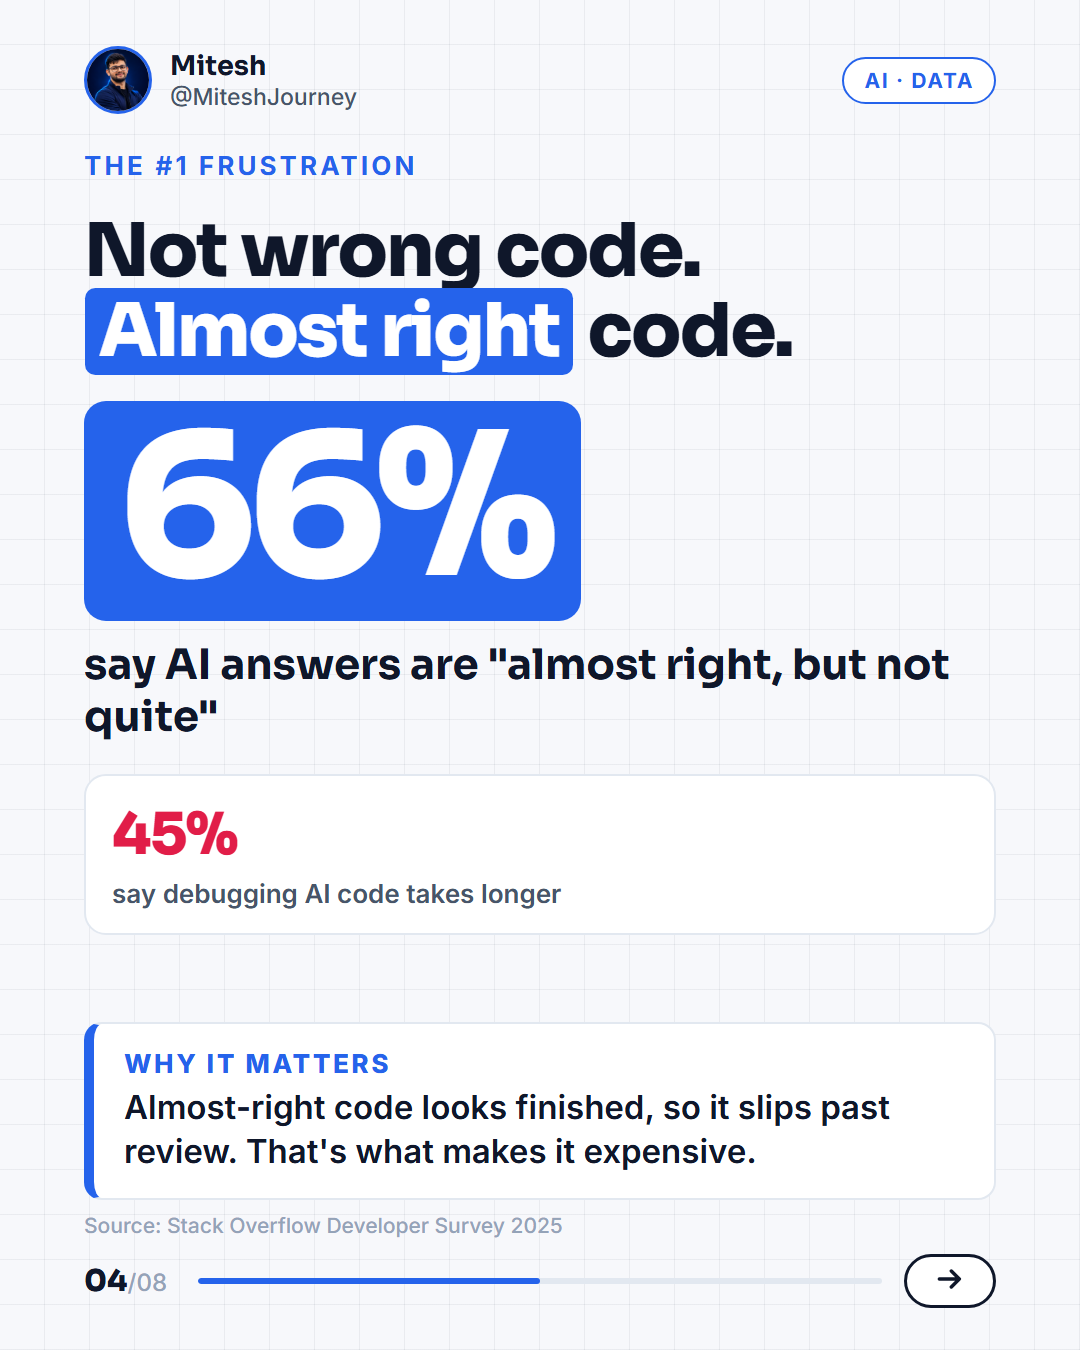 Mitesh
@MiteshJourney
AI · DATA
THE #1 FRUSTRATION
Not wrong code.
Almost right code.
66%
say AI answers are "almost right, but not
quite"
45%
say debugging AI code takes longer
WHY IT MATTERS
Almost-right code looks finished, so it slips past
review. That's what makes it expensive.
Source: Stack Overflow Developer Survey 2025
04/08